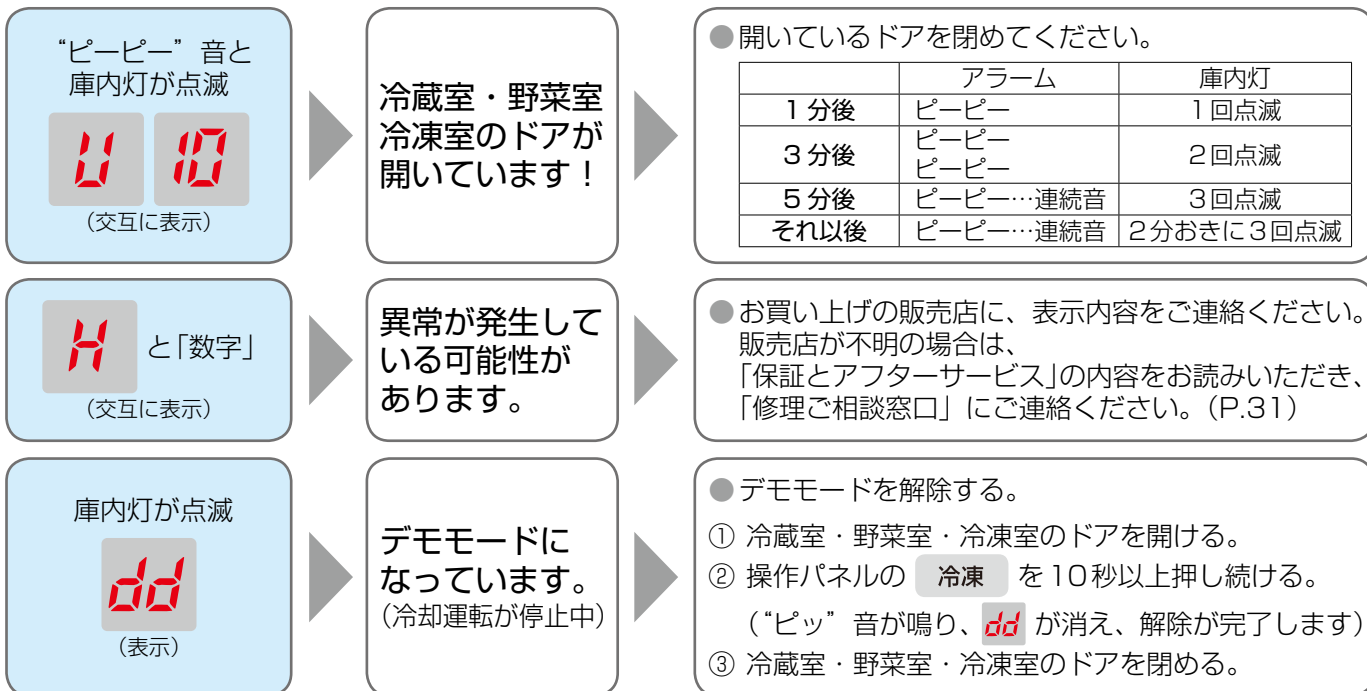 “ピーピー”音と
庫内灯が点滅
U 10
(交互に表示)
冷蔵室・野菜室
冷凍室のドアが
開いています！
●開いているドアを閉めてください。
アラーム 庫内灯
1分後 ピーピー 1回点滅
3分後 ピーピー ピーピー 2回点滅
5分後 ピーピー…連続音 3回点滅
それ以後 ピーピー…連続音 2分おきに3回点滅
H と「数字」
(交互に表示)
異常が発生して
いる可能性が
あります。
●お買い上げの販売店に、表示内容をご連絡ください。
販売店が不明の場合は、
「保証とアフターサービス」の内容をお読みいただき、
「修理ご相談窓口」にご連絡ください。(P.31)
庫内灯が点滅
dd
(表示)
デモモードに
なっています。
(冷却運転が停止中)
●デモモードを解除する。
① 冷蔵室・野菜室・冷凍室のドアを開ける。
② 操作パネルの 冷凍 を10秒以上押し続ける。
(“ピッ”音が鳴り、dd が消え、解除が完了します)
③ 冷蔵室・野菜室・冷凍室のドアを閉める。